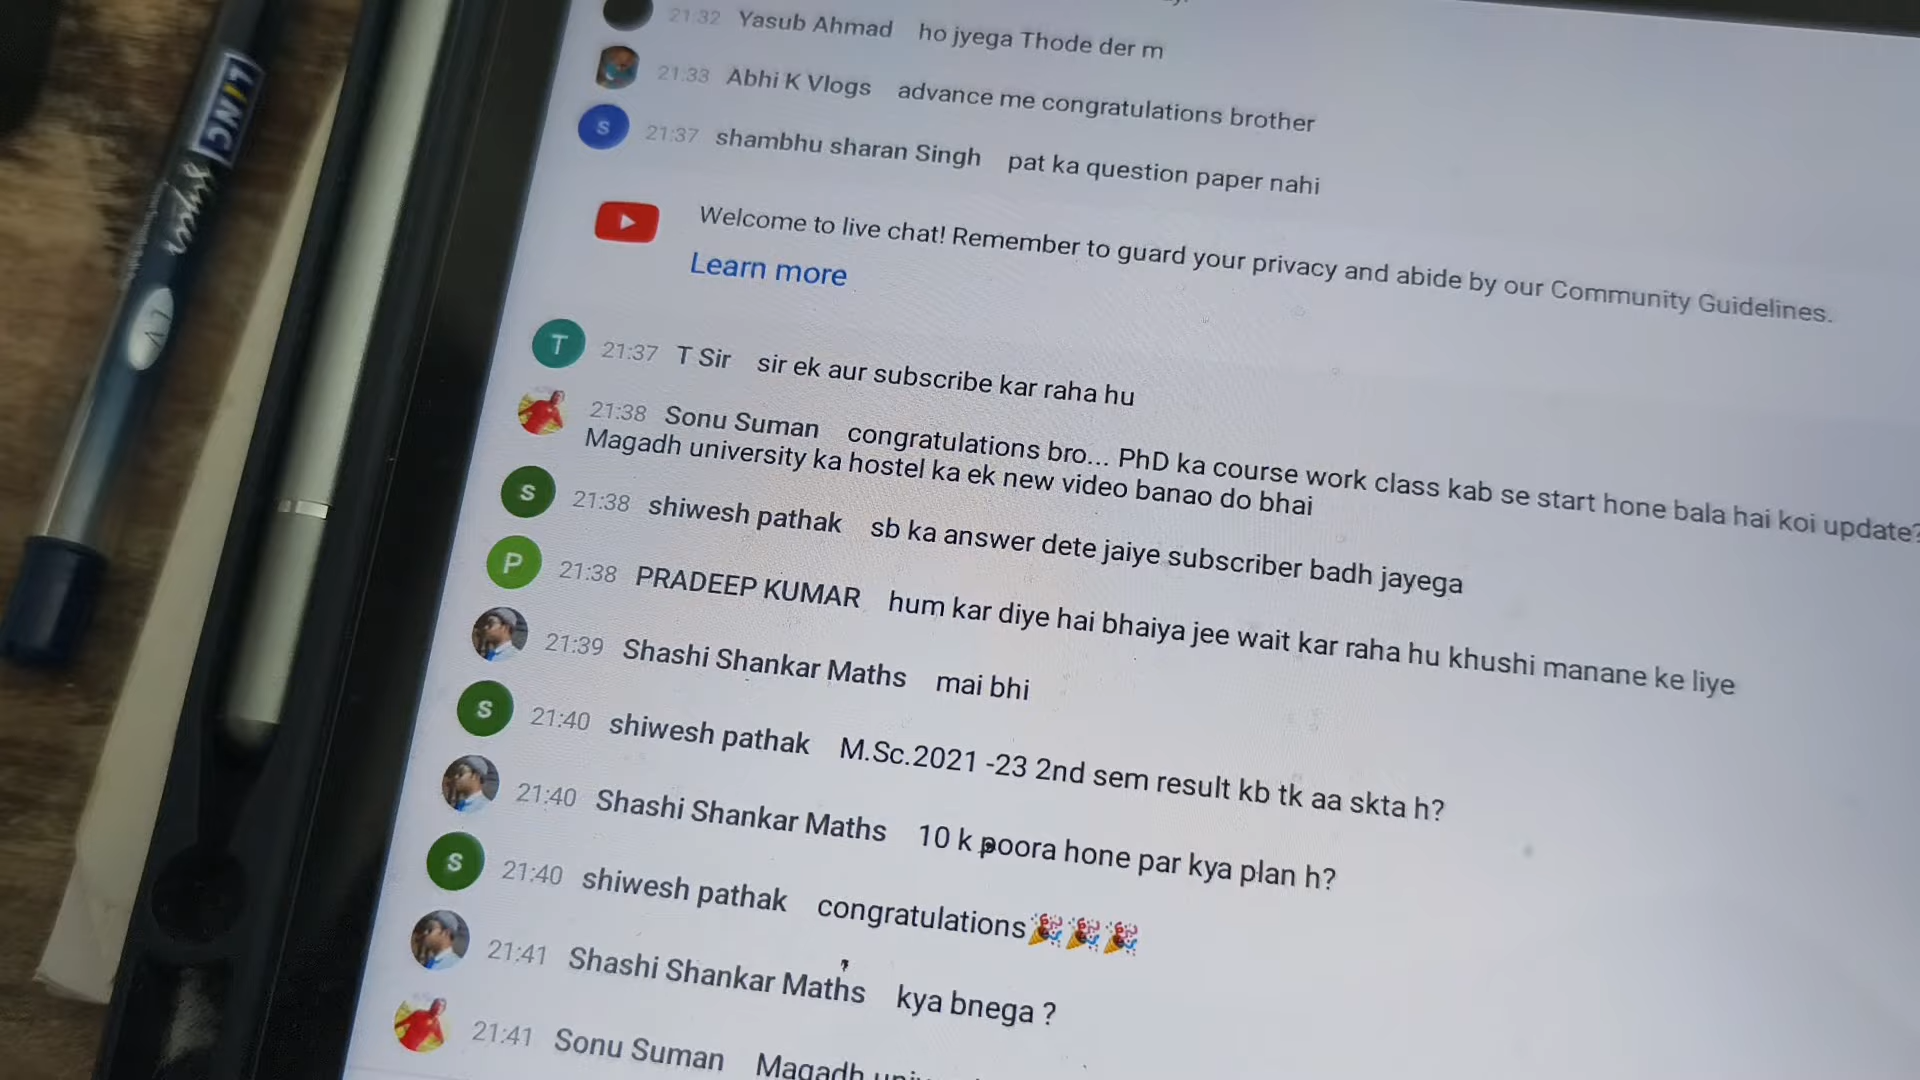 LINC
21:32 Yasub Ahmad ho jyega Thode der m
21:33 Abhi K Vlogs advance me congratulations brother
S 21:37 shambhu sharan Singh pat ka question paper nahi
Welcome to live chat! Remember to guard your privacy and abide by our Community Guidelines.
Learn more
T 21:37 T Sir sir ek aur subscribe kar raha hu
21:38 Sonu Suman congratulations bro... PhD ka course work class kab se start hone bala hai koi update?
Magadh university ka hostel ka ek new video banao do bhai
S 21:38 shiwesh pathak sb ka answer dete jaiye subscriber badh jayega
P 21:38 PRADEEP KUMAR hum kar diye hai bhaiya jee wait kar raha hu khushi manane ke liye
21:39 Shashi Shankar Maths mai bhi
S 21:40 shiwesh pathak M.Sc.2021 -23 2nd sem result kb tk aa skta h?
21:40 Shashi Shankar Maths 10 k poora hone par kya plan h?
S 21:40 shiwesh pathak congratulations🎉🎉🎉
21:41 Shashi Shankar Maths kya bnega ?
21:41 Sonu Suman Magadh